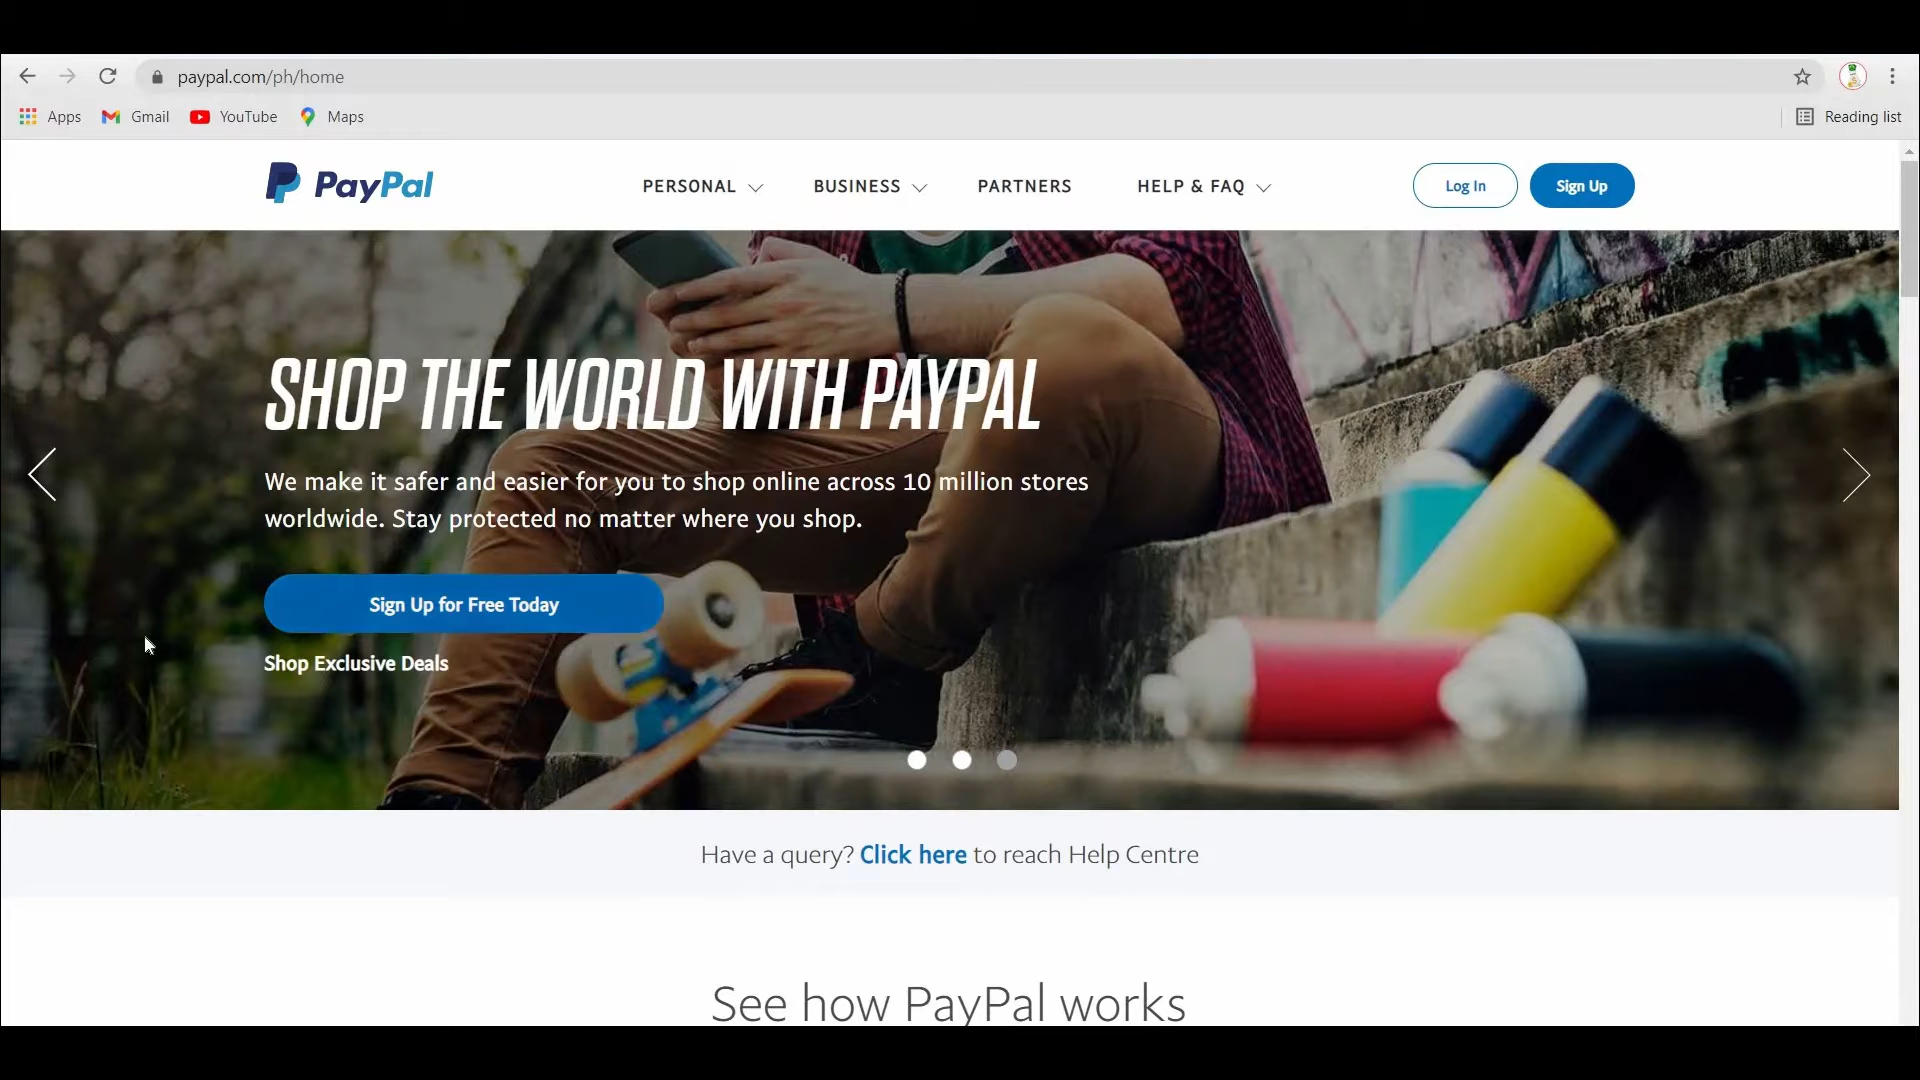 paypal.com/ph/home
Apps Gmail YouTube Maps Reading list
PayPal PERSONAL BUSINESS PARTNERS HELP & FAQ Log In Sign Up
SHOP THE WORLD WITH PAYPAL
We make it safer and easier for you to shop online across 10 million stores
worldwide. Stay protected no matter where you shop.
Sign Up for Free Today
Shop Exclusive Deals
Have a query? Click here to reach Help Centre
See how PayPal works